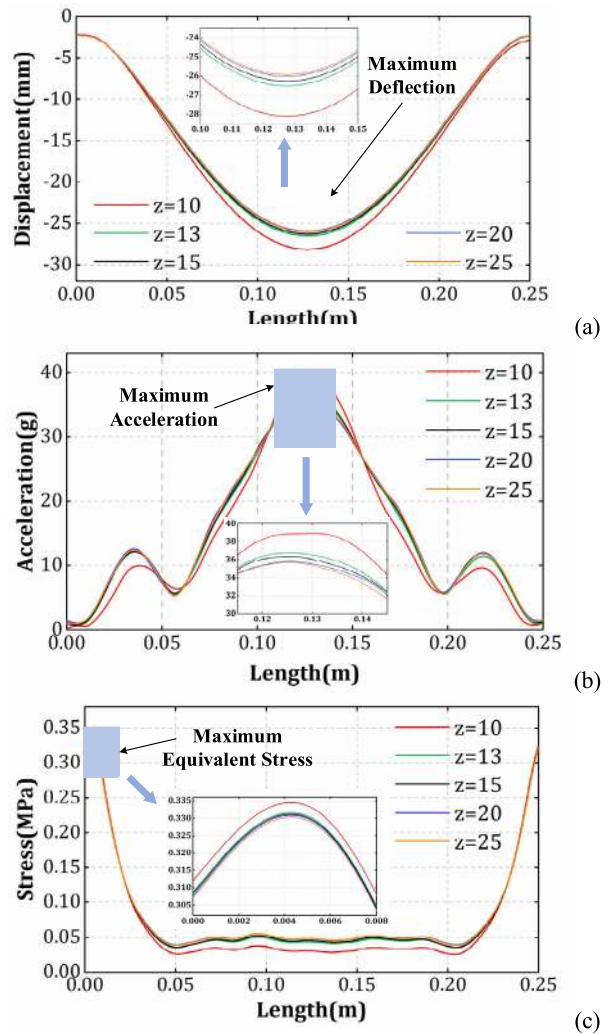 -24
-25
-26
-27
-28
0.10 0.11 0.12 0.13 0.14 0.15
Maximum
Deflection
Displacement(mm)
0
-5
-10
-15
-20
-25
-30
z=10
z=13
z=15
z=20
z=25
0.00 0.05 0.10 0.15 0.20 0.25
Length(m)
(a)
Acceleration(g)
40
30
20
10
0
Maximum
Acceleration
z=10
z=13
z=15
z=20
z=25
40
38
36
34
32
30
0.12 0.13 0.14
0.00 0.05 0.10 0.15 0.20 0.25
Length(m)
(b)
Stress(MPa)
0.35
0.30
0.25
0.20
0.15
0.10
0.05
0.00
Maximum
Equivalent Stress
z=10
z=13
z=15
z=20
z=25
0.335
0.330
0.325
0.320
0.315
0.310
0.305
0.000 0.002 0.004 0.006 0.008
0.05 0.10 0.15 0.20 0.25
Length(m)
(c)